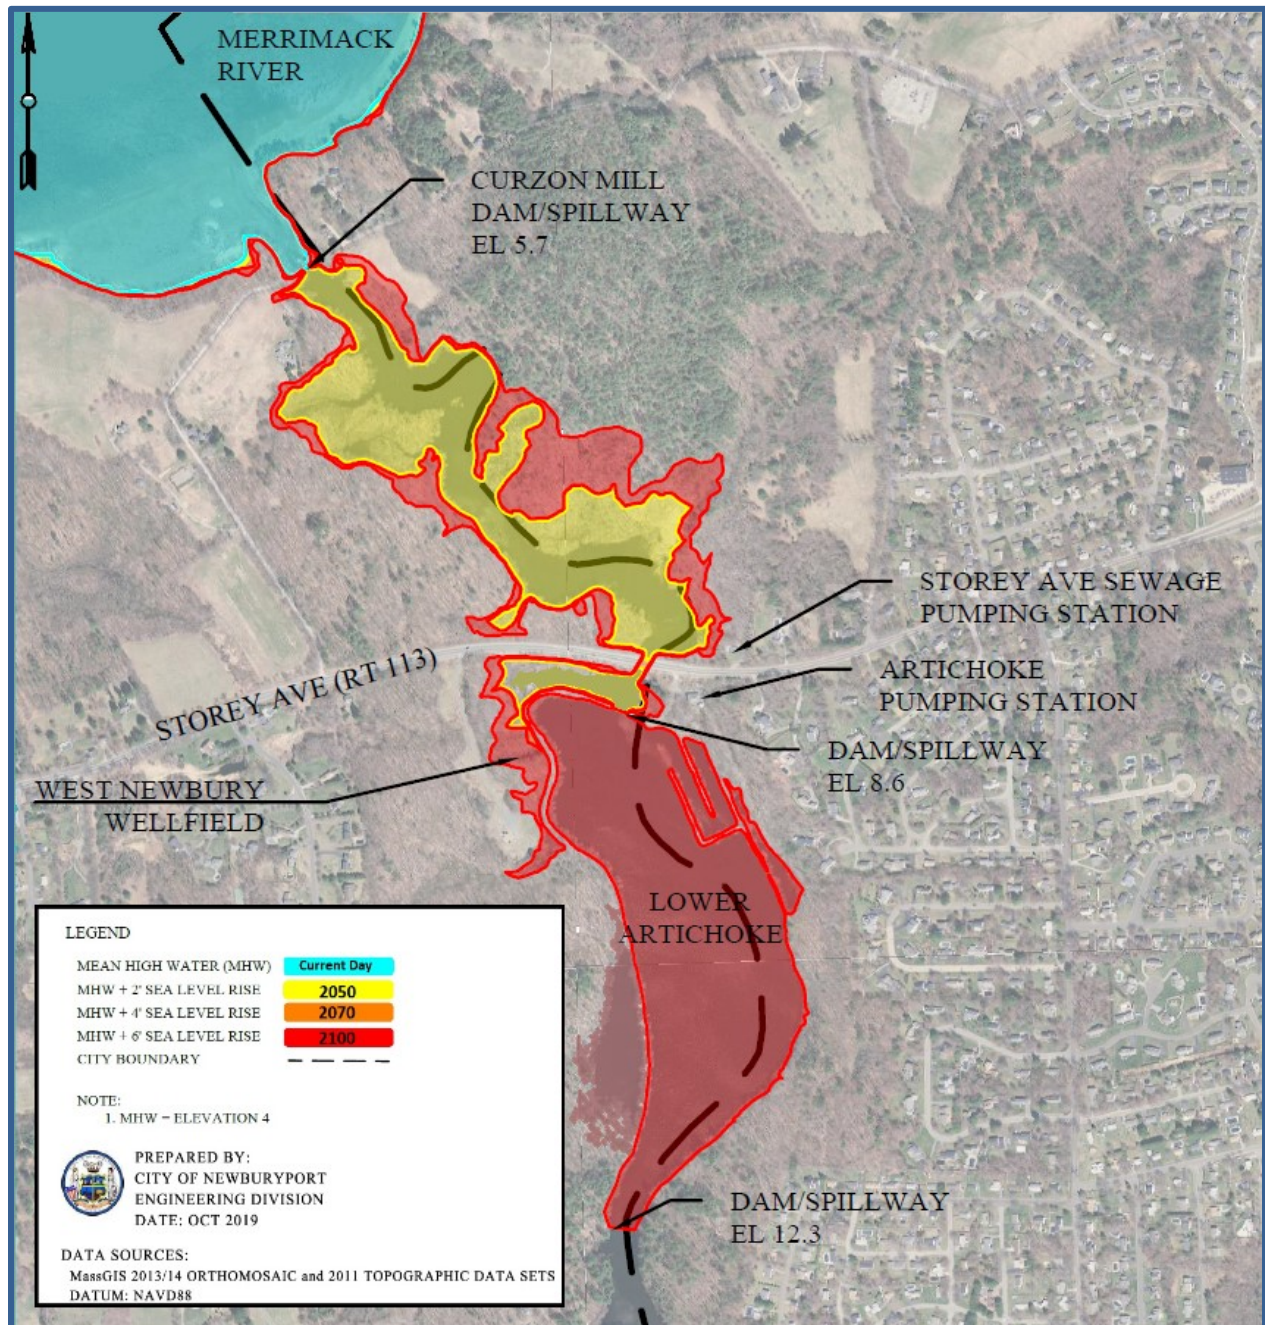 MERRIMACK
RIVER
CURZON MILL
DAM/SPILLWAY
EL 5.7
STOREY AVE SEWAGE
PUMPING STATION
STOREY AVE (RT 113)
ARTICHOKE
PUMPING STATION
DAM/SPILLWAY
EL 8.6
WEST NEWBURY
WELLFIELD
LOWER
ARTICHOKE
DAM/SPILLWAY
EL 12.3
LEGEND
MEAN HIGH WATER (MHW) Current Day
MHW + 2' SEA LEVEL RISE 2050
MHW + 4' SEA LEVEL RISE 2070
MHW + 6' SEA LEVEL RISE 2100
CITY BOUNDARY
NOTE:
1. MHW = ELEVATION 4
PREPARED BY:
CITY OF NEWBURYPORT
ENGINEERING DIVISION
DATE: OCT 2019
DATA SOURCES:
MassGIS 2013/14 ORTHOMOSAIC and 2011 TOPOGRAPHIC DATA SETS
DATUM: NAVD88